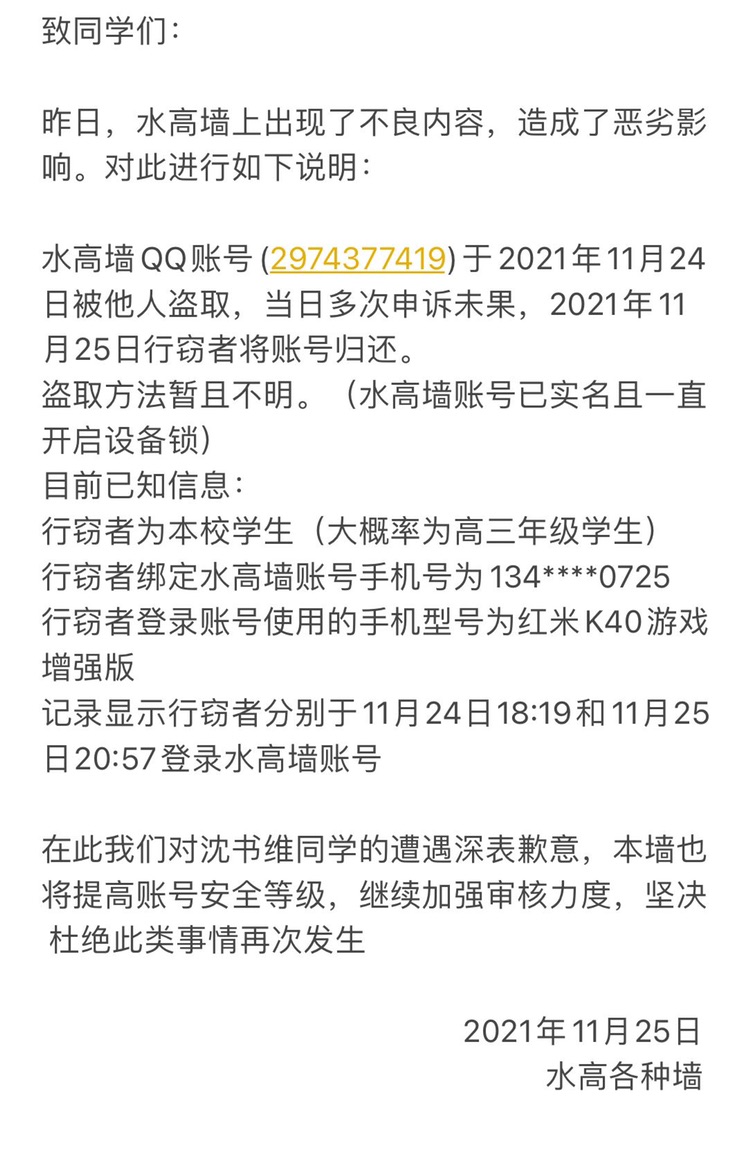 致同学们：
昨日，水高墙上出现了不良内容，造成了恶劣影
响。对此进行如下说明：
水高墙QQ账号(2974377419)于2021年11月24
日被他人盗取，当日多次申诉未果，2021年11
月25日行窃者将账号归还。
盗取方法暂且不明。（水高墙账号已实名且一直
开启设备锁）
目前已知信息：
行窃者为本校学生（大概率为高三年级学生）
行窃者绑定水高墙账号手机号为134****0725
行窃者登录账号使用的手机型号为红米K40游戏
增强版
记录显示行窃者分别于11月24日18:19和11月25
日20:57登录水高墙账号
在此我们对沈书维同学的遭遇深表歉意，本墙也
将提高账号安全等级，继续加强审核力度，坚决
杜绝此类事情再次发生
2021年11月25日
水高各种墙